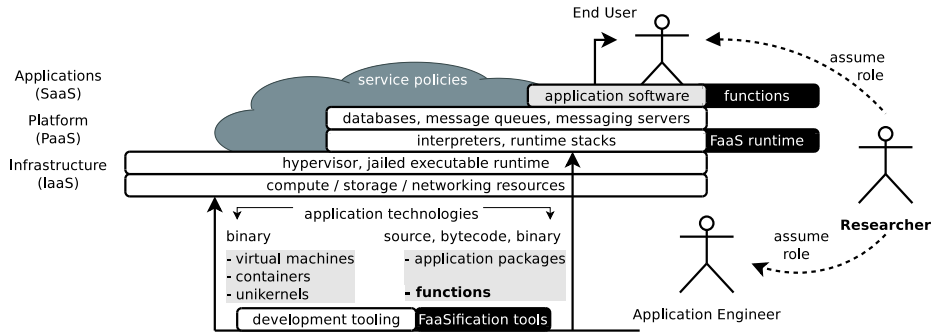 End User
service policies
assume
role
Applications
(SaaS)
application software
functions
Platform
(PaaS)
databases, message queues, messaging servers
interpreters, runtime stacks
FaaS runtime
Infrastructure
(IaaS)
hypervisor, jailed executable runtime
compute / storage / networking resources
Researcher
application technologies
binary
- virtual machines
- containers
- unikernels
source, bytecode, binary
- application packages
- functions
assume
role
development tooling
FaaSification tools
Application Engineer